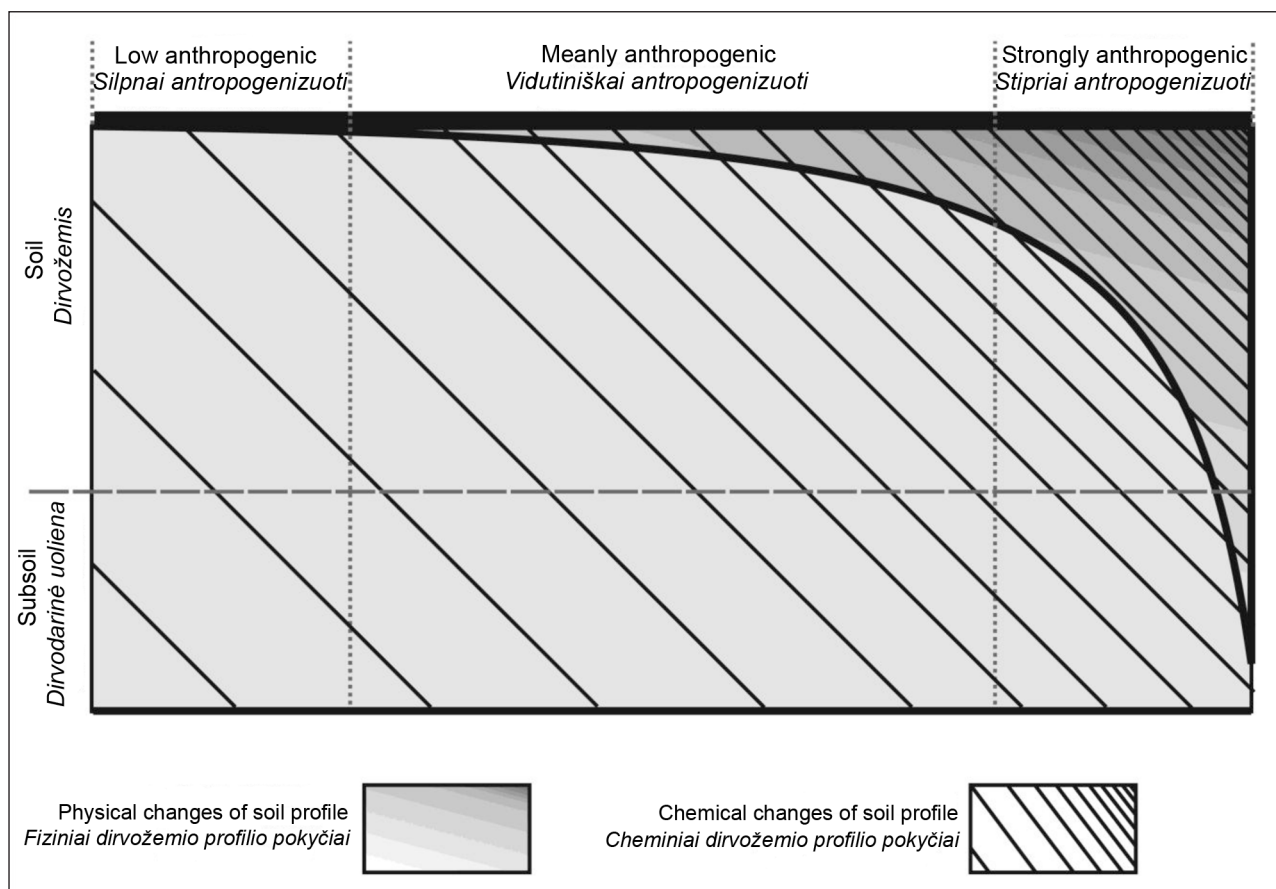 Low anthropogenic
Silpnai antropogenizuoti
Meanly anthropogenic
Vidutiniškai antropogenizuoti
Strongly anthropogenic
Stipriai antropogenizuoti
Soil
Dirvožemis
Subsoil
Dirvodarinė uoliena
Physical changes of soil profile
Fiziniai dirvožemio profilio pokyčiai
Chemical changes of soil profile
Cheminiai dirvožemio profilio pokyčiai